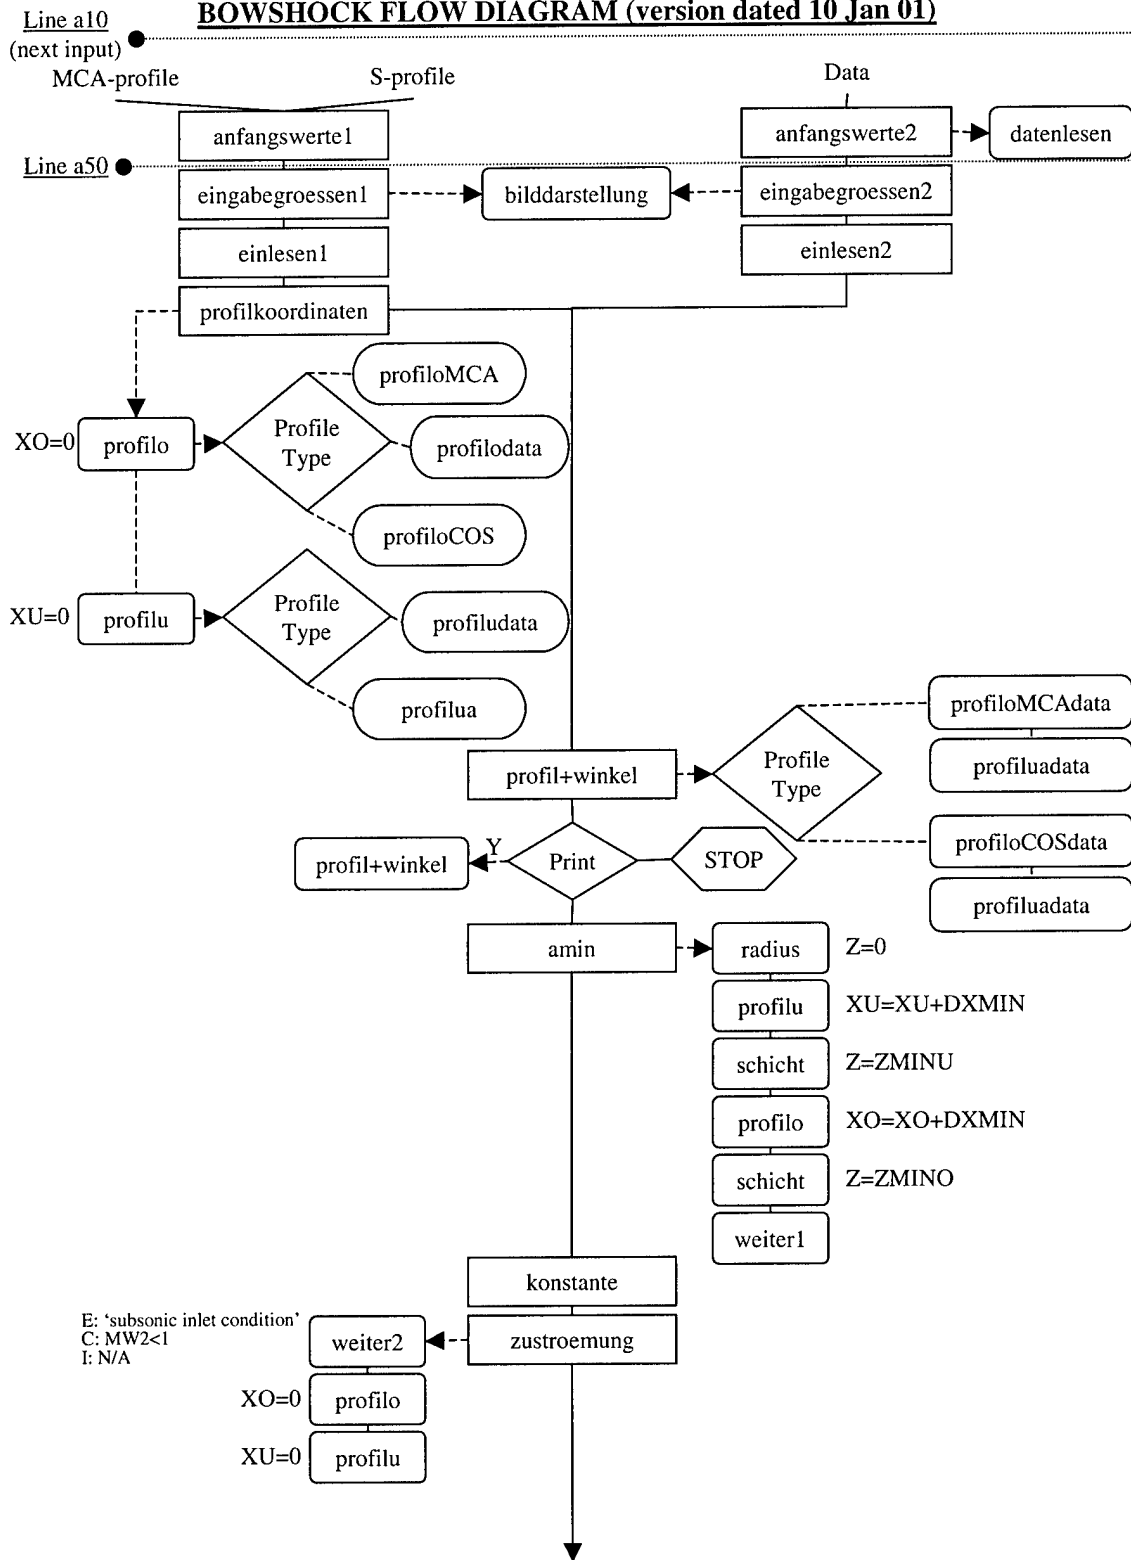 BOWSHOCK FLOW DIAGRAM (version dated 10 Jan 01)
Line a10
(next input)
MCA-profile
S-profile
Data
anfangswerte1
anfangswerte2
datenlesen
Line a50
eingabegroessen1
bilddarstellung
eingabegroessen2
einlesen1
einlesen2
profilkoordinaten
profiloMCA
XO=0
profilo
Profile
Type
profilodata
profiloCOS
XU=0
profilu
Profile
Type
profiludata
profilua
profiloMCAdata
profil+winkel
Profile
Type
profiluadata
profiloCOSdata
profil+winkel
Y
Print
STOP
profiluadata
amin
radius
Z=0
profilu
XU=XU+DXMIN
schicht
Z=ZMINU
profilo
XO=XO+DXMIN
schicht
Z=ZMINO
weiter1
konstante
E: ‘subsonic inlet condition’
C: MW2<1
I: N/A
weiter2
zustroemung
XO=0
profilo
XU=0
profilu